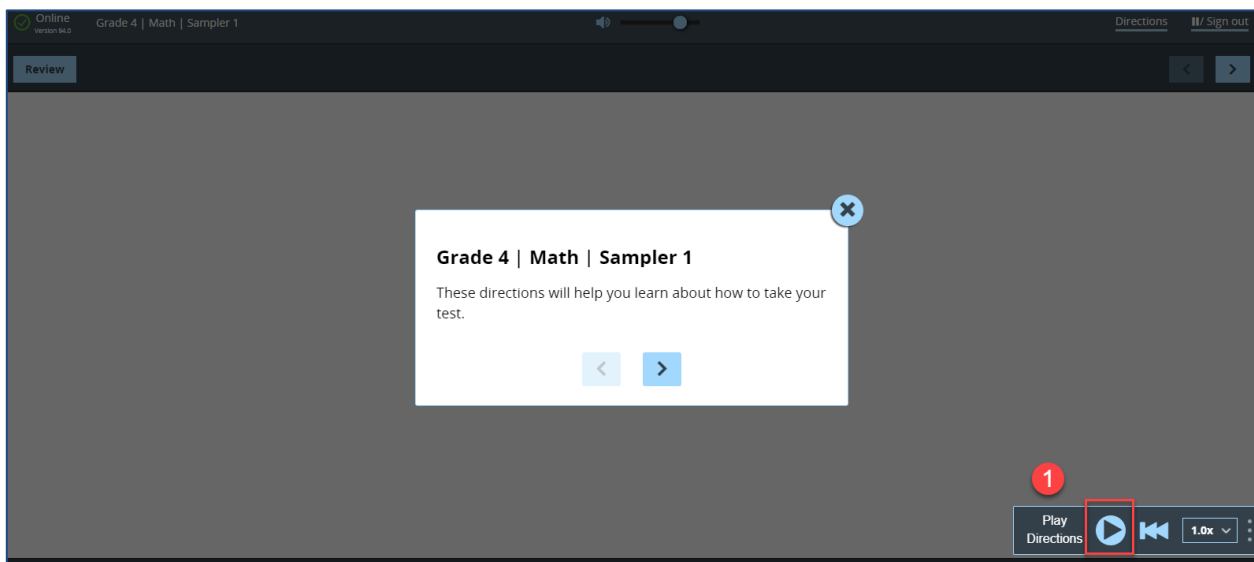 Online
Version 94.0
Grade 4 | Math | Sampler 1
Directions
II/ Sign out
Review
Grade 4 | Math | Sampler 1
These directions will help you learn about how to take your
test.
1
Play
Directions
1.0x